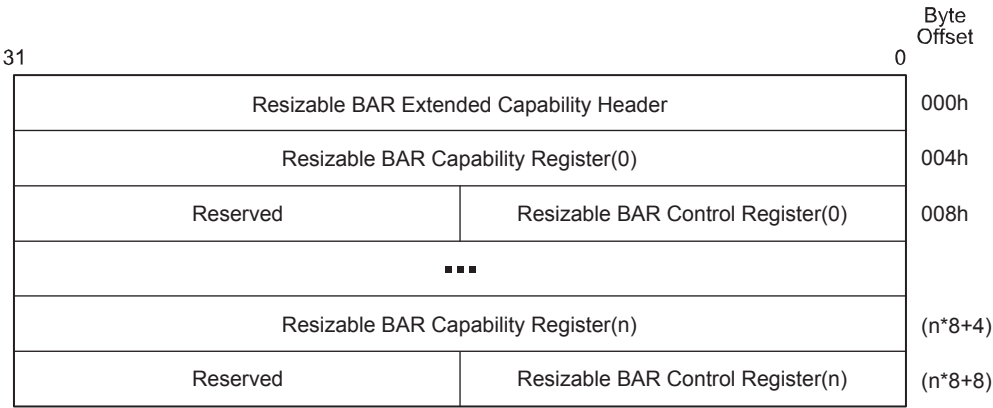 Byte
Offset
31 0
Resizable BAR Extended Capability Header 000h
Resizable BAR Capability Register(0) 004h
Reserved Resizable BAR Control Register(0) 008h
...
Resizable BAR Capability Register(n) (n*8+4)
Reserved Resizable BAR Control Register(n) (n*8+8)